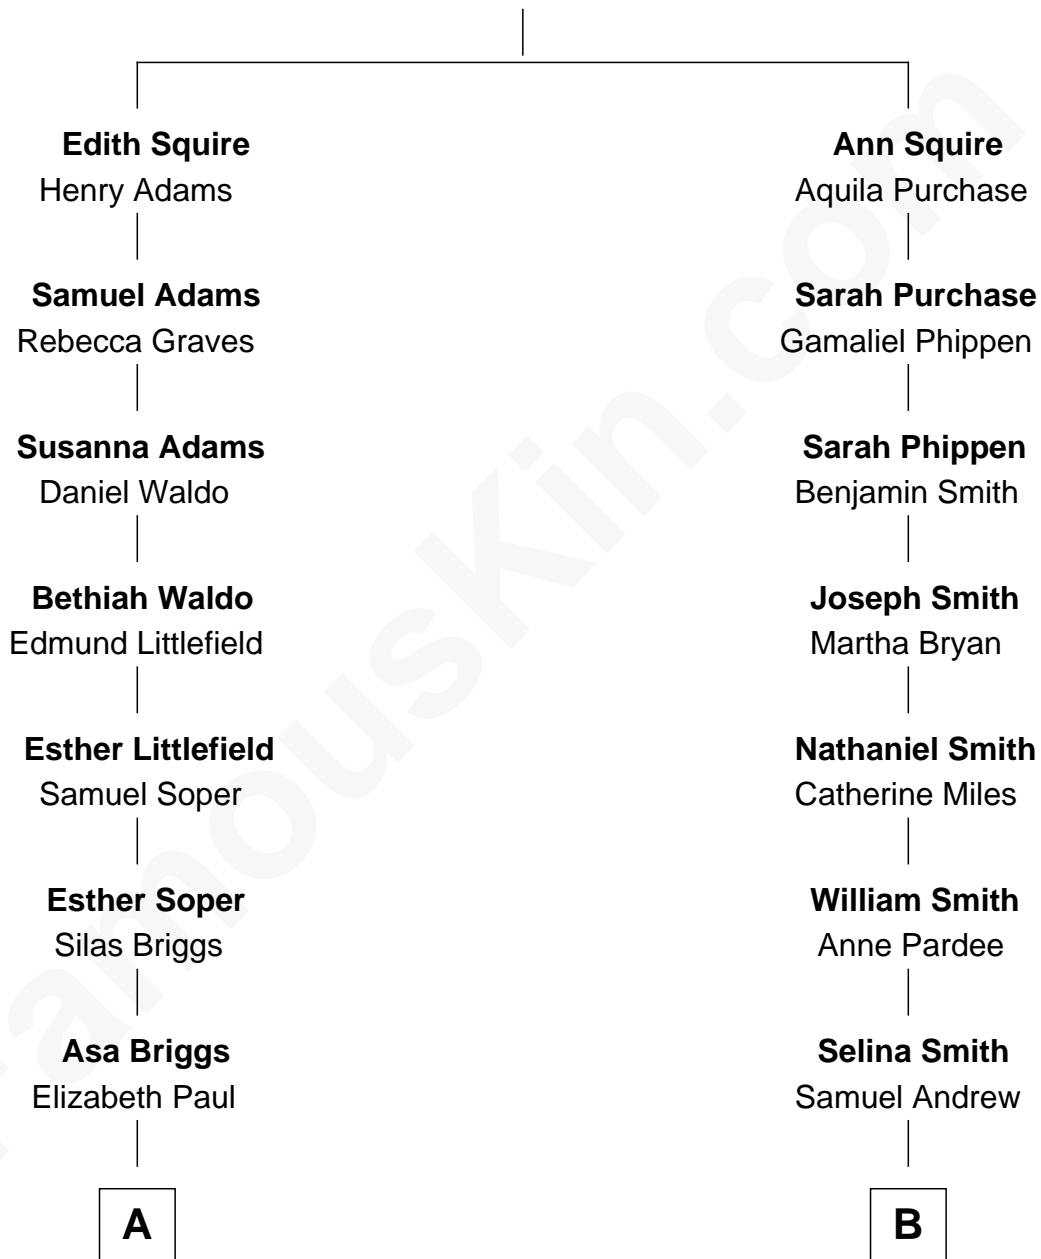 Edith Squire
Henry Adams
Ann Squire
Aquila Purchase
Samuel Adams
Rebecca Graves
Sarah Purchase
Gamaliel Phippen
Susanna Adams
Daniel Waldo
Sarah Phippen
Benjamin Smith
Bethiah Waldo
Edmund Littlefield
Joseph Smith
Martha Bryan
Esther Littlefield
Samuel Soper
Nathaniel Smith
Catherine Miles
Esther Soper
Silas Briggs
William Smith
Anne Pardee
Asa Briggs
Elizabeth Paul
Selina Smith
Samuel Andrew
A
B
FamousKin.com